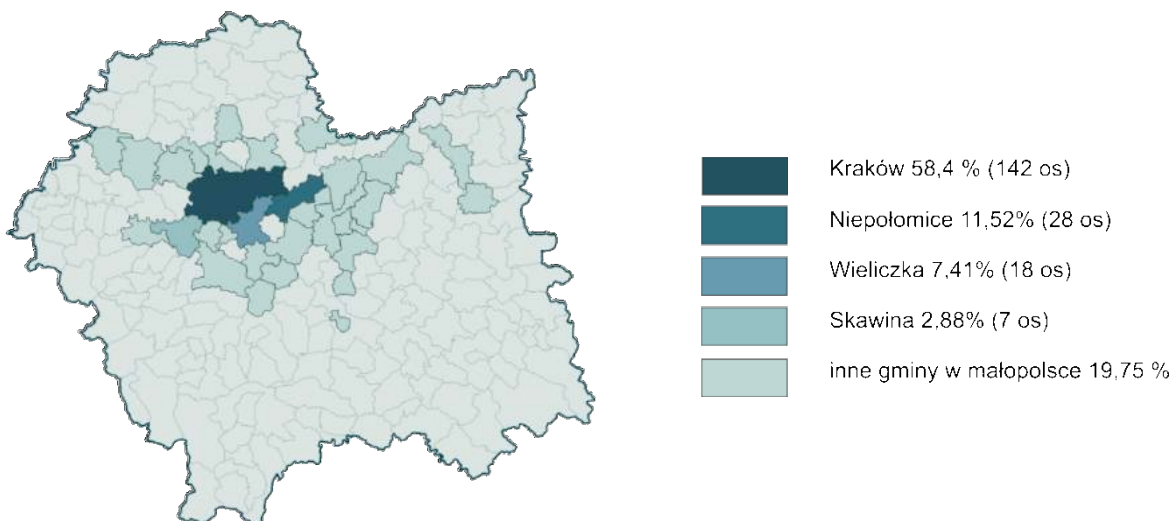 Kraków 58,4 % (142 os)
Niepołomice 11,52% (28 os)
Wieliczka 7,41% (18 os)
Skawina 2,88% (7 os)
inne gminy w małopolsce 19,75 %